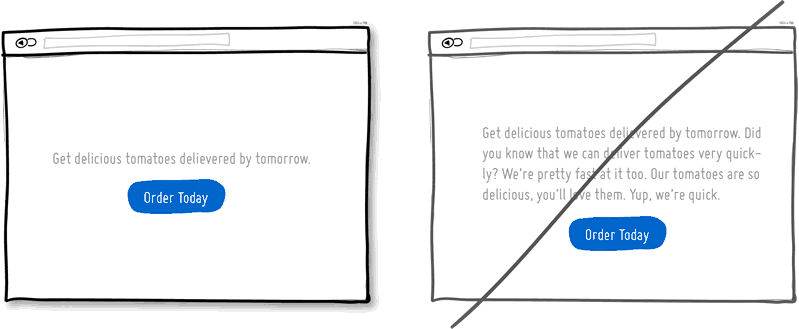 Get delicious tomatoes delievered by tomorrow.
Order Today
Get delicious tomatoes delievered by tomorrow. Did
you know that we can deliver tomatoes very quick-
ly? We're pretty fast at it too. Our tomatoes are so
delicious, you'll love them. Yup, we're quick.
Order Today